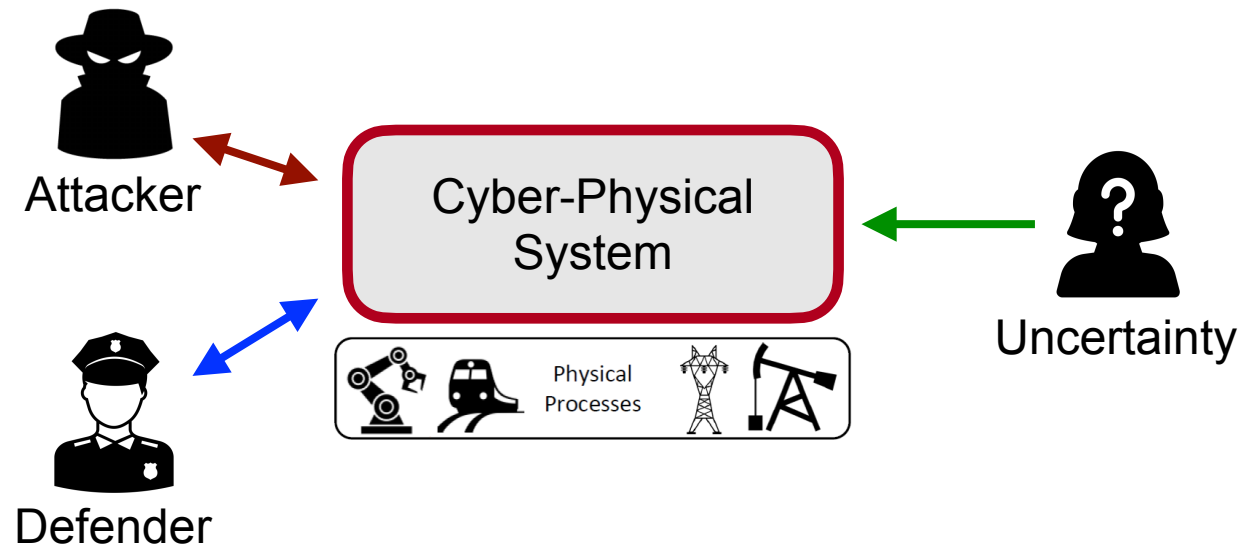 Attacker
Cyber-Physical
System
?
Uncertainty
Physical
Processes
Defender